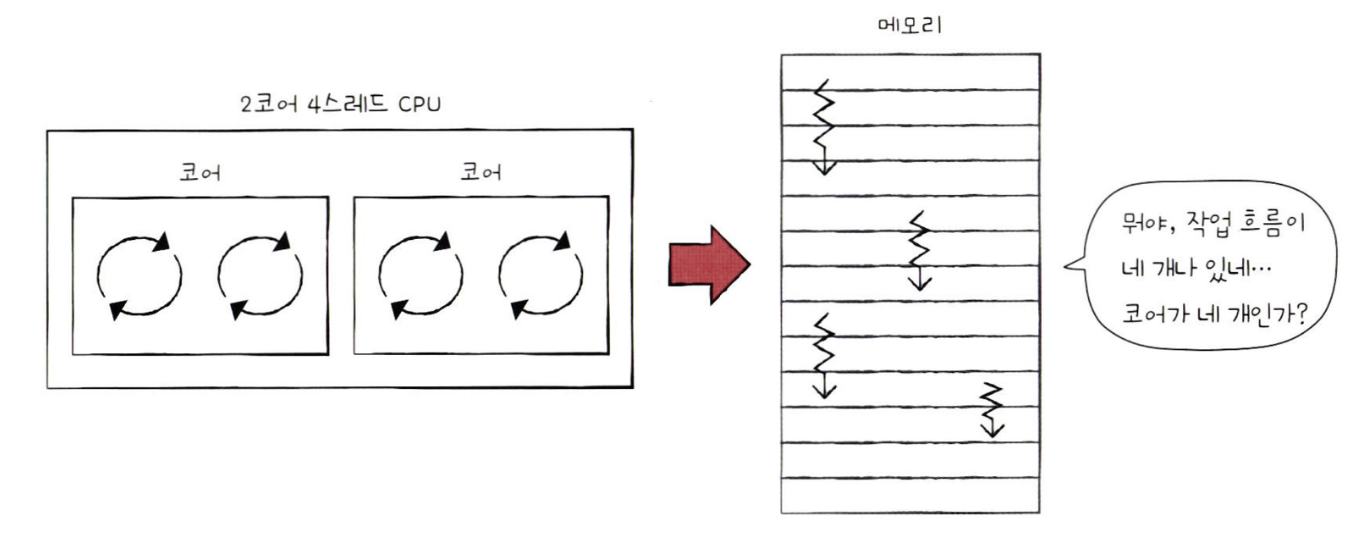 메모리
2코어 4스레드 CPU
코어
코어
뭐야, 작업 흐름이
네 개나 있네…
코어가 네 개인가?